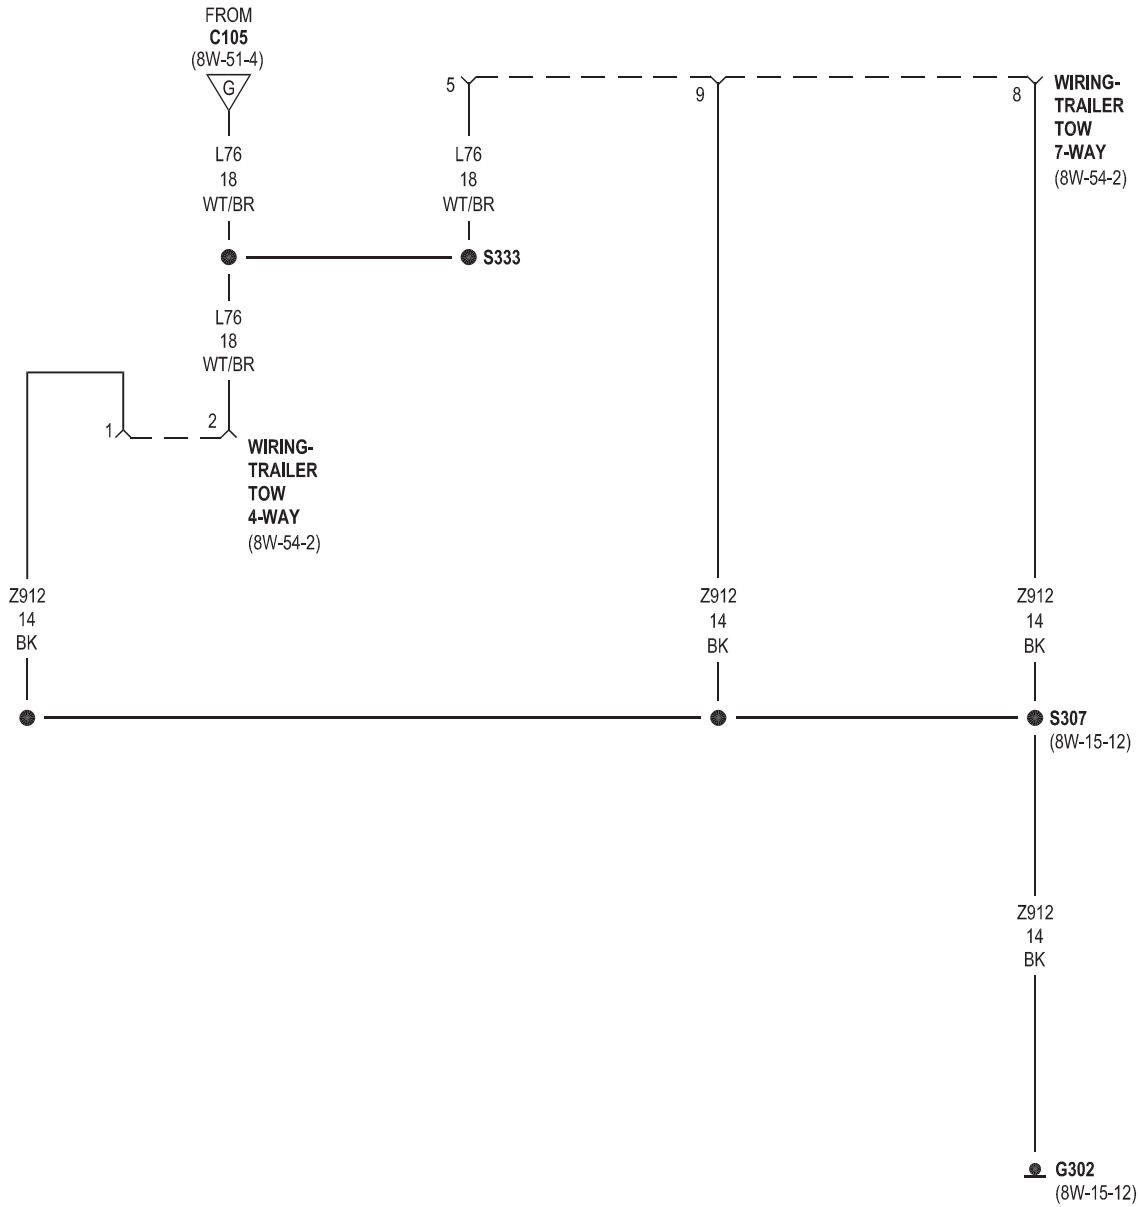 FROM
C105
(8W-51-4)
G
5
9
8
WIRING-
TRAILER
TOW
7-WAY
(8W-54-2)
L76
18
WT/BR
L76
18
WT/BR
S333
L76
18
WT/BR
1
2
WIRING-
TRAILER
TOW
4-WAY
(8W-54-2)
Z912
14
BK
Z912
14
BK
Z912
14
BK
S307
(8W-15-12)
Z912
14
BK
G302
(8W-15-12)